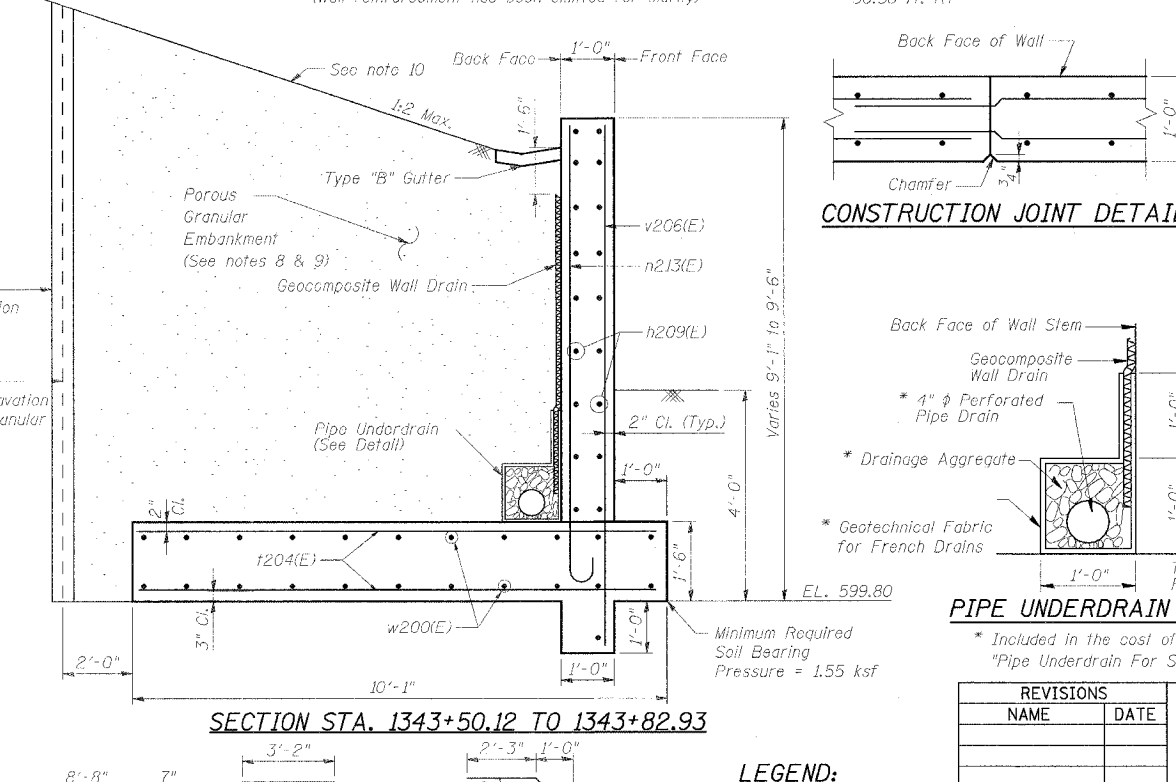 See note 10
Back Face
1'-0"
Front Face
1:2 Max.
1'-6"
Type "B" Gutter
Porous
Granular
Embankment
(See notes 8 & 9)
Geocomposite Wall Drain
v206(E)
n213(E)
h209(E)
Varies 9'-1" to 9'-6"
Pipe Underdrain
(See Detail)
2" Cl. (Typ.)
1'-0"
4'-0"
2"
Cl.
t204(E)
1'-6"
EL. 599.80
3" Cl.
w200(E)
1'-0"
Minimum Required
Soil Bearing
Pressure = 1.55 ksf
2'-0"
1'-0"
10'-1"
SECTION STA. 1343+50.12 TO 1343+82.93
3'-2"
2'-3"
1'-0"
8'-8"
7"
LEGEND:
Back Face of Wall
1'-0"
Chamfer
3/4"
CONSTRUCTION JOINT DETAIL
Back Face of Wall Stem
Geocomposite
Wall Drain
* 4" ϕ Perforated
Pipe Drain
* Drainage Aggregate
* Geotechnical Fabric
for French Drains
1'-0"
1'-0"
1'-0"
PIPE UNDERDRAIN
* Included in the cost of
"Pipe Underdrain For S
REVISIONS
NAME DATE